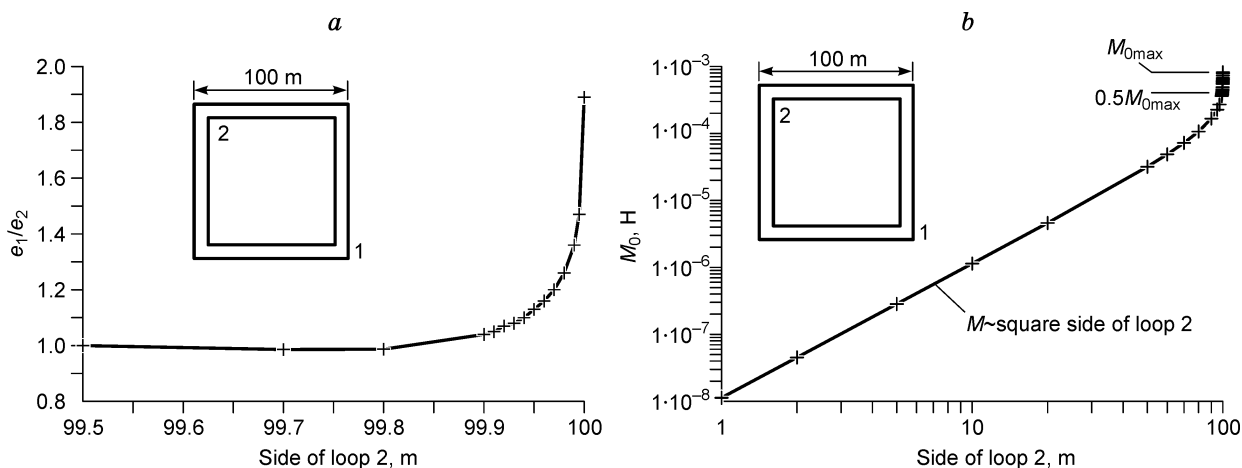 a
2.0
1.8
1.6
1.4
1.2
1.0
0.8
e₁/e₂
100 m
2
1
99.5
99.6
99.7
99.8
99.9
100
Side of loop 2, m
b
1·10⁻³
1·10⁻⁴
1·10⁻⁵
1·10⁻⁶
1·10⁻⁷
1·10⁻⁸
M₀, H
100 m
2
1
M₀max
0.5M₀max
M~square side of loop 2
1
10
100
Side of loop 2, m